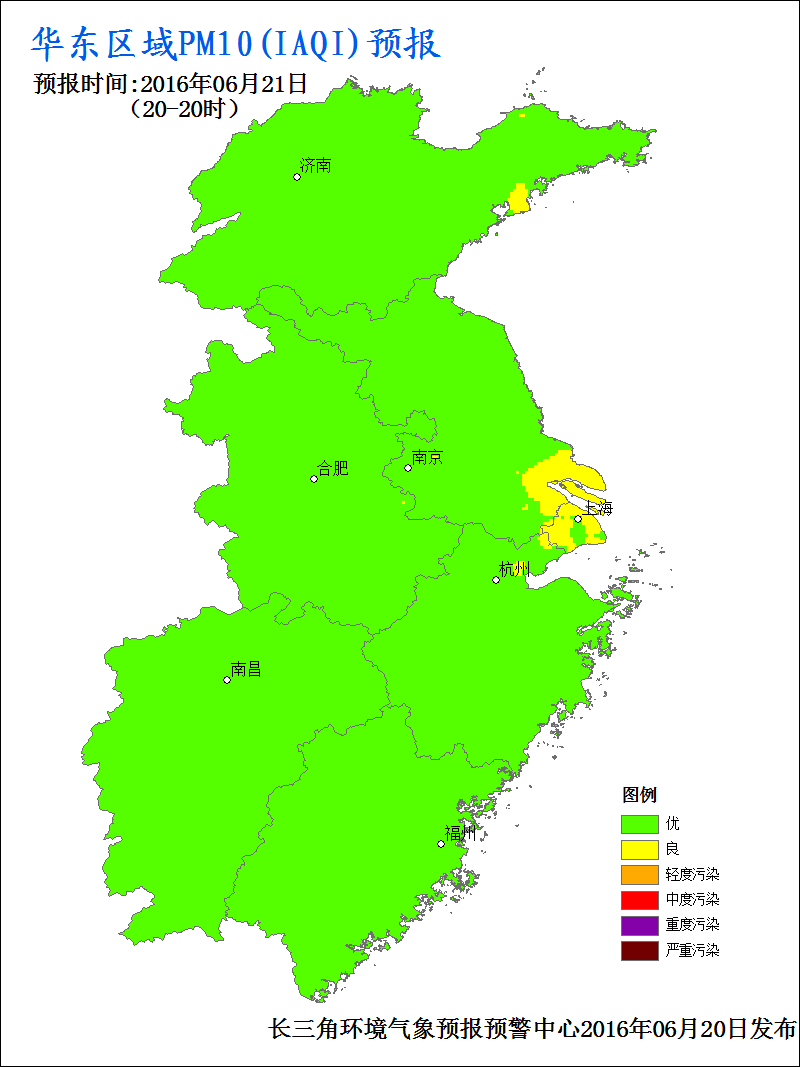 华东区域PM10(IAQI)预报
预报时间:2016年06月21日
(20-20时)
济南
南京
合肥
上海
杭州
南昌
福州
图例
优
良
轻度污染
中度污染
重度污染
严重污染
长三角环境气象预报预警中心2016年06月20日发布